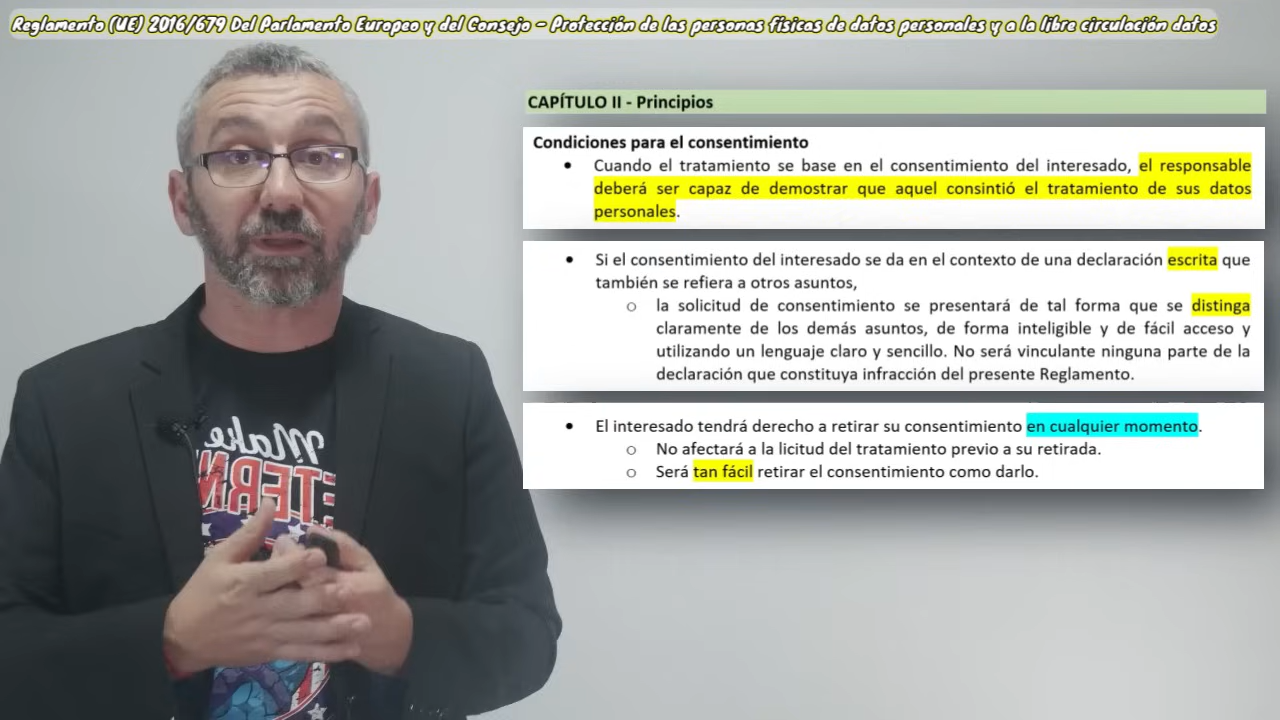 Reglamento (UE) 2016/679 Del Parlamento Europeo y del Consejo - Protección de las personas físicas de datos personales y a la libre circulación datos
CAPÍTULO II - Principios
Condiciones para el consentimiento
• Cuando el tratamiento se base en el consentimiento del interesado, el responsable
deberá ser capaz de demostrar que aquel consintió el tratamiento de sus datos
personales.
• Si el consentimiento del interesado se da en el contexto de una declaración escrita que
también se refiera a otros asuntos,
o la solicitud de consentimiento se presentará de tal forma que se distinga
claramente de los demás asuntos, de forma inteligible y de fácil acceso y
utilizando un lenguaje claro y sencillo. No será vinculante ninguna parte de la
declaración que constituya infracción del presente Reglamento.
• El interesado tendrá derecho a retirar su consentimiento en cualquier momento.
o No afectará a la licitud del tratamiento previo a su retirada.
o Será tan fácil retirar el consentimiento como darlo.
Make